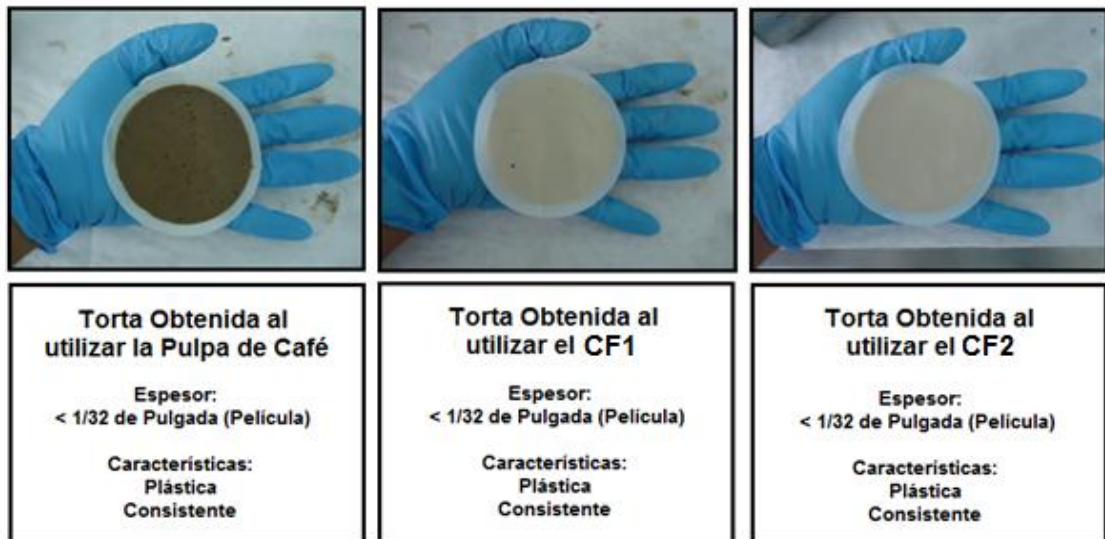 Torta Obtenida al
utilizar la Pulpa de Café
Espesor:
< 1/32 de Pulgada (Película)
Características:
Plástica
Consistente
Torta Obtenida al
utilizar el CF1
Espesor:
< 1/32 de Pulgada (Película)
Características:
Plástica
Consistente
Torta Obtenida al
utilizar el CF2
Espesor:
< 1/32 de Pulgada (Película)
Características:
Plástica
Consistente